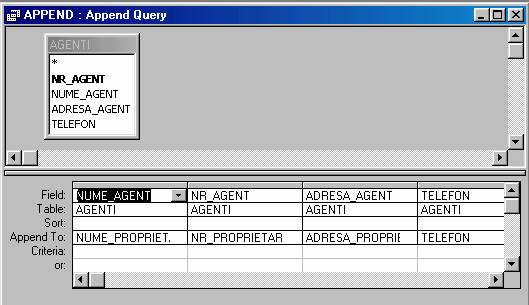 APPEND : Append Query
AGENTI
*
NR_AGENT
NUME_AGENT
ADRESA_AGENT
TELEFON
Field: NUME_AGENT NR_AGENT ADRESA_AGENT TELEFON
Table: AGENTI AGENTI AGENTI AGENTI
Sort:
Append To: NUME_PROPRIET. NR_PROPRIETAR ADRESA_PROPRIE TELEFON
Criteria:
or: